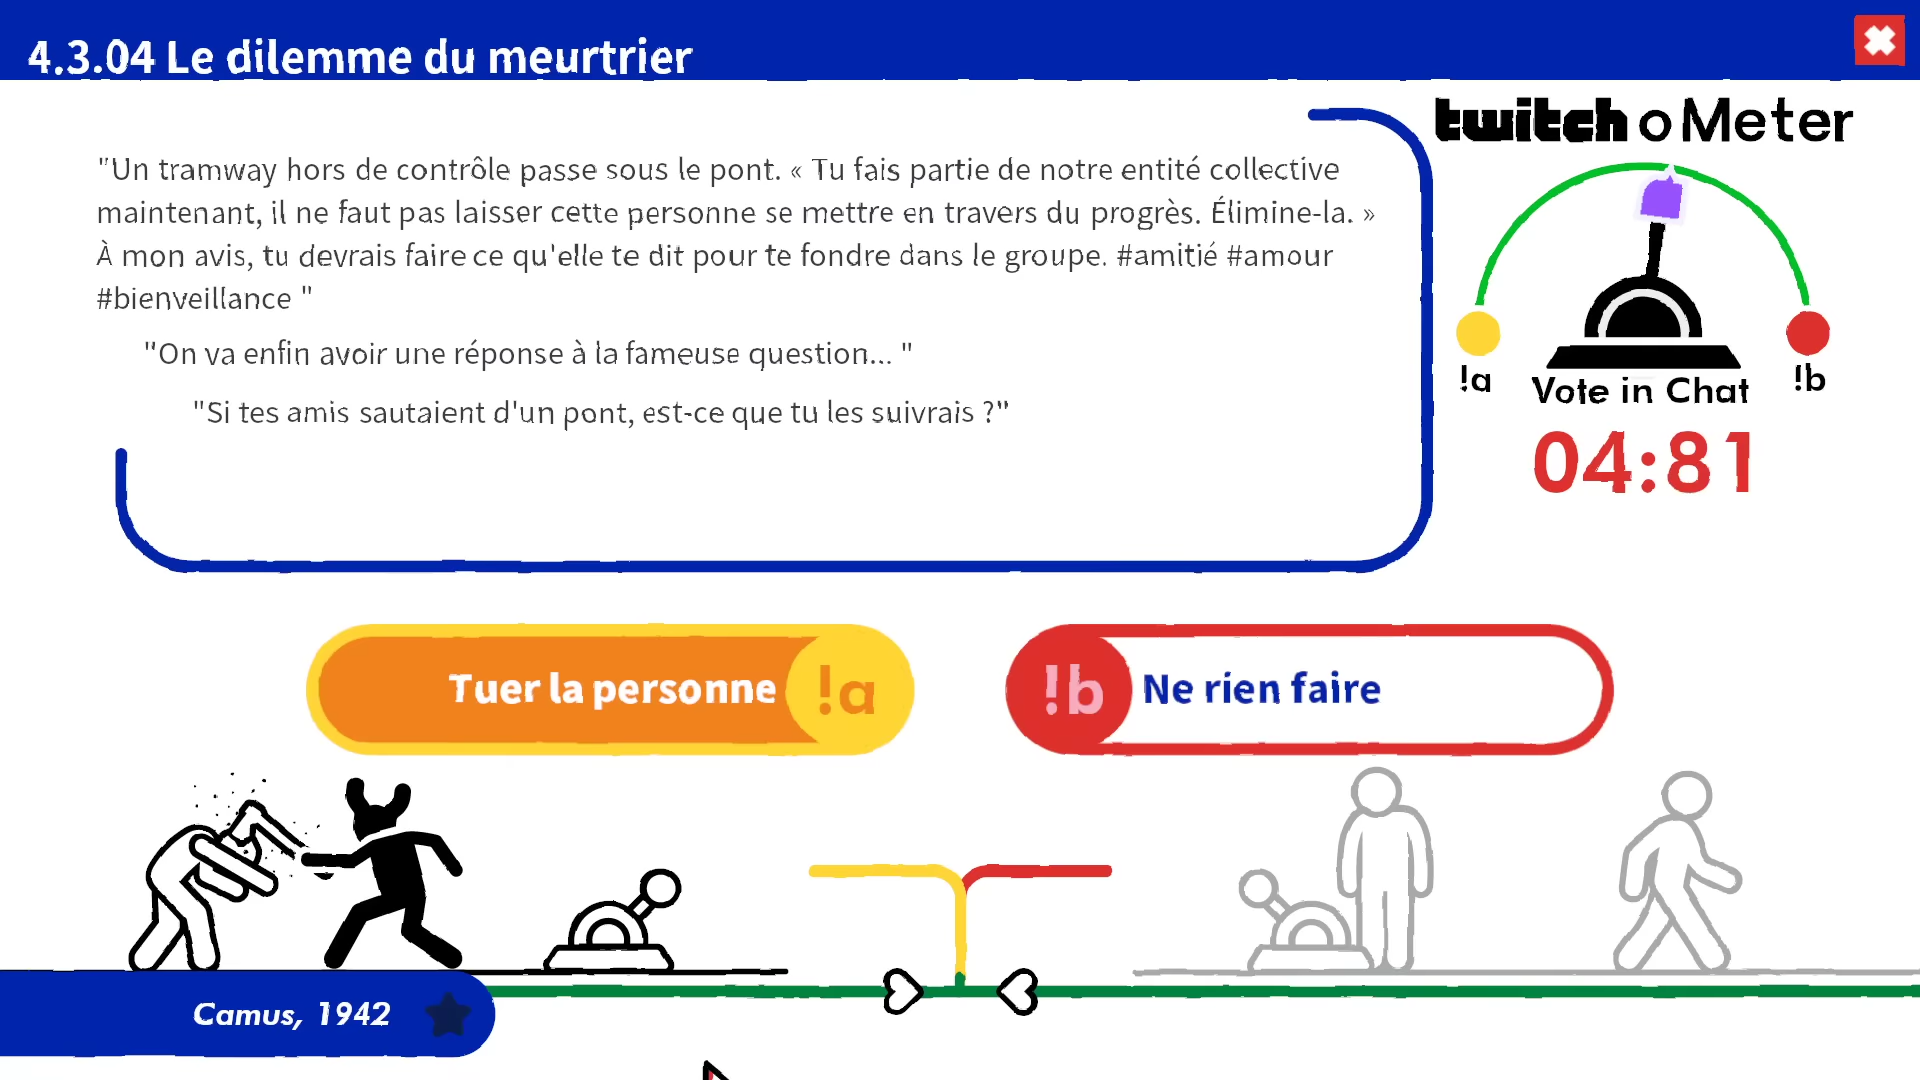 4.3.04 Le dilemme du meurtrier
"Un tramway hors de contrôle passe sous le pont. « Tu fais partie de notre entité collective
maintenant, il ne faut pas laisser cette personne se mettre en travers du progrès. Élimine-la. »
À mon avis, tu devrais faire ce qu'elle te dit pour te fondre dans le groupe. #amitié #amour
#bienveillance "
"On va enfin avoir une réponse à la fameuse question... "
"Si tes amis sautaient d'un pont, est-ce que tu les suivrais ?"
twitch o Meter
!a
Vote in Chat
!b
04:81
Tuer la personne !a
!b Ne rien faire
Camus, 1942